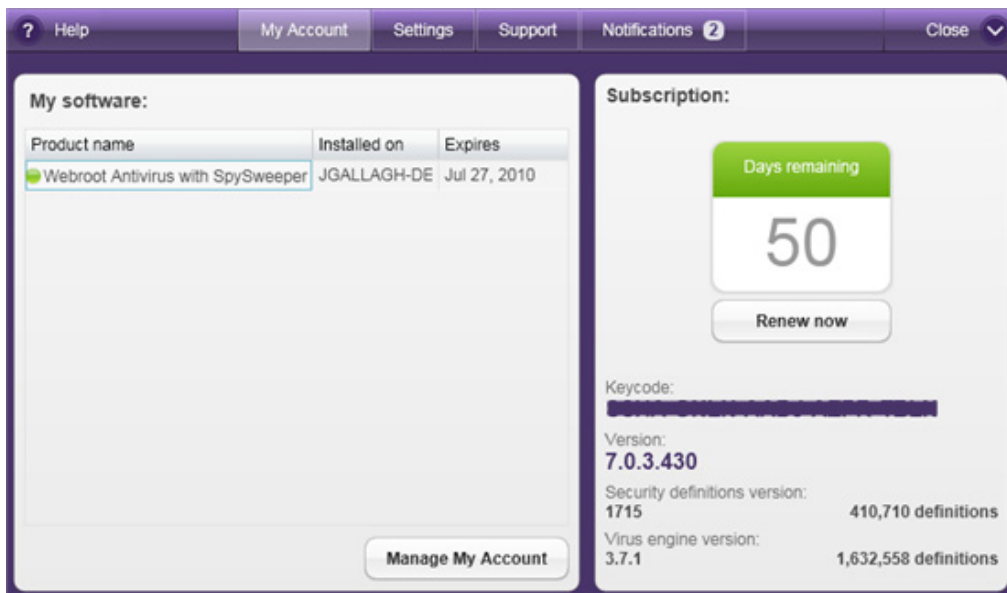 ? Help My Account Settings Support Notifications 2 Close
My software:
Product name Installed on Expires
Webroot Antivirus with SpySweeper JGALLAGH-DE Jul 27, 2010
Manage My Account
Subscription:
Days remaining
50
Renew now
Keycode:
Version:
7.0.3.430
Security definitions version:
1715 410,710 definitions
Virus engine version:
3.7.1 1,632,558 definitions